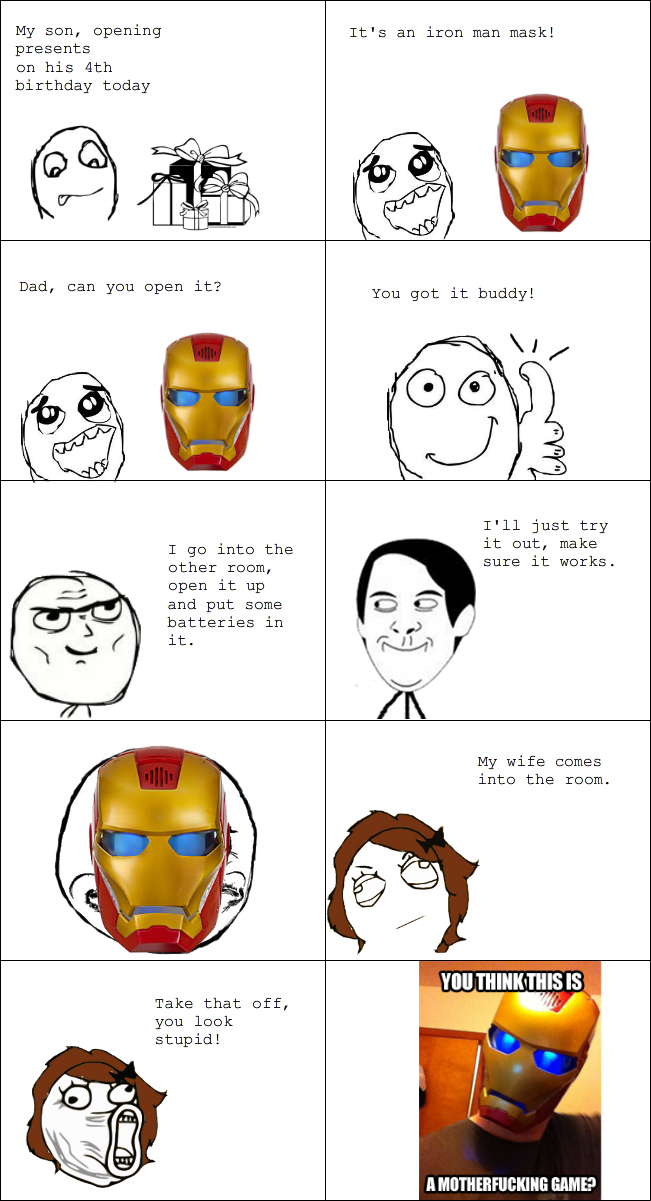 My son, opening
presents
on his 4th
birthday today
It's an iron man mask!
Dad, can you open it?
You got it buddy!
I go into the
other room,
open it up
and put some
batteries in
it.
I'll just try
it out, make
sure it works.
My wife comes
into the room.
Take that off,
you look
stupid!
YOU THINK THIS IS
A MOTHERFUCKING GAME?